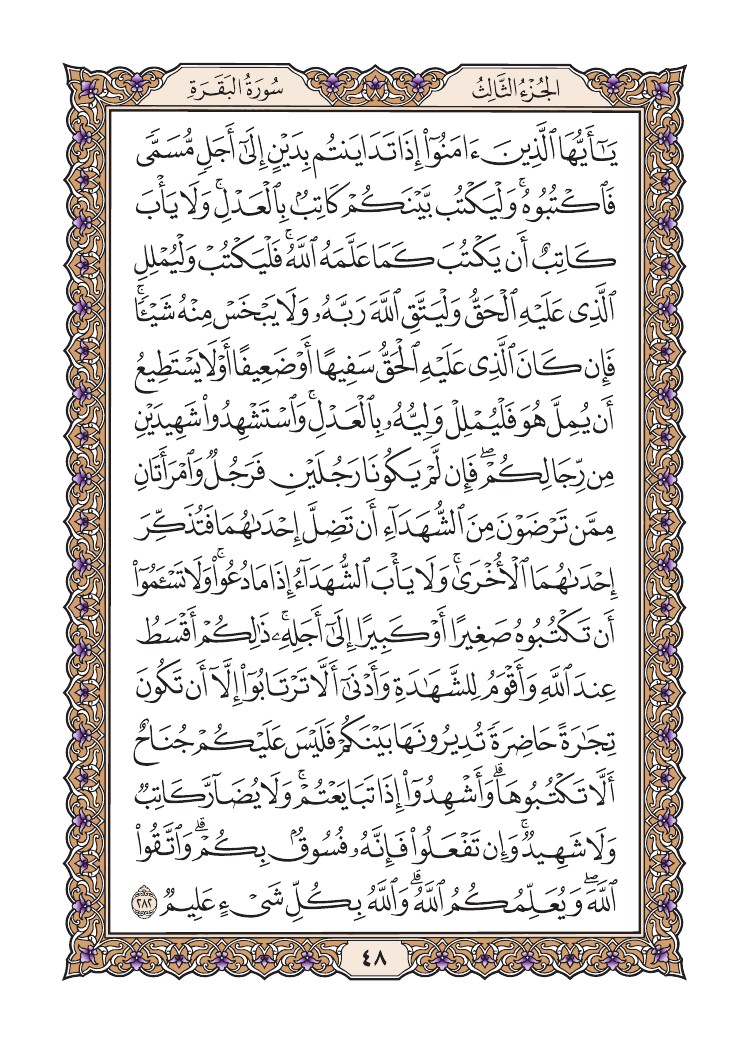 الجُزْءُ الثَّالِثُ
سُورَةُ البَقَرَةِ
يَـٰٓأَيُّهَا ٱلَّذِينَ ءَامَنُوٓا۟ إِذَا تَدَايَنتُم بِدَيْنٍ إِلَىٰٓ أَجَلٍ مُّسَمًّى
فَٱكْتُبُوهُ ۚ وَلْيَكْتُب بَّيْنَكُمْ كَاتِبٌۢ بِٱلْعَدْلِ ۚ وَلَا يَأْبَ
كَاتِبٌ أَن يَكْتُبَ كَمَا عَلَّمَهُ ٱللَّهُ ۚ فَلْيَكْتُبْ وَلْيُمْلِلِ
ٱلَّذِى عَلَيْهِ ٱلْحَقُّ وَلْيَتَّقِ ٱللَّهَ رَبَّهُۥ وَلَا يَبْخَسْ مِنْهُ شَيْـًٔا ۚ
فَإِن كَانَ ٱلَّذِى عَلَيْهِ ٱلْحَقُّ سَفِيهًا أَوْ ضَعِيفًا أَوْ لَا يَسْتَطِيعُ
أَن يُمِلَّ هُوَ فَلْيُمْلِلْ وَلِيُّهُۥ بِٱلْعَدْلِ ۚ وَٱسْتَشْهِدُوا۟ شَهِيدَيْنِ
مِن رِّجَالِكُمْ ۖ فَإِن لَّمْ يَكُونَا رَجُلَيْنِ فَرَجُلٌ وَٱمْرَأَتَانِ
مِمَّن تَرْضَوْنَ مِنَ ٱلشُّهَدَآءِ أَن تَضِلَّ إِحْدَىٰهُمَا فَتُذَكِّرَ
إِحْدَىٰهُمَا ٱلْأُخْرَىٰ ۚ وَلَا يَأْبَ ٱلشُّهَدَآءُ إِذَا مَا دُعُوا۟ ۚ وَلَا تَسْـَٔمُوٓا۟
أَن تَكْتُبُوهُ صَغِيرًا أَوْ كَبِيرًا إِلَىٰٓ أَجَلِهِۦ ۚ ذَٰلِكُمْ أَقْسَطُ
عِندَ ٱللَّهِ وَأَقْوَمُ لِلشَّهَـٰدَةِ وَأَدْنَىٰٓ أَلَّا تَرْتَابُوٓا۟ ۖ إِلَّآ أَن تَكُونَ
تِجَـٰرَةً حَاضِرَةً تُدِيرُونَهَا بَيْنَكُمْ فَلَيْسَ عَلَيْكُمْ جُنَاحٌ
أَلَّا تَكْتُبُوهَا ۗ وَأَشْهِدُوٓا۟ إِذَا تَبَايَعْتُمْ ۚ وَلَا يُضَآرَّ كَاتِبٌ
وَلَا شَهِيدٌ ۚ وَإِن تَفْعَلُوا۟ فَإِنَّهُۥ فُسُوقٌۢ بِكُمْ ۗ وَٱتَّقُوا۟
ٱللَّهَ ۖ وَيُعَلِّمُكُمُ ٱللَّهُ ۗ وَٱللَّهُ بِكُلِّ شَىْءٍ عَلِيمٌ ٢٨٢
٤٨